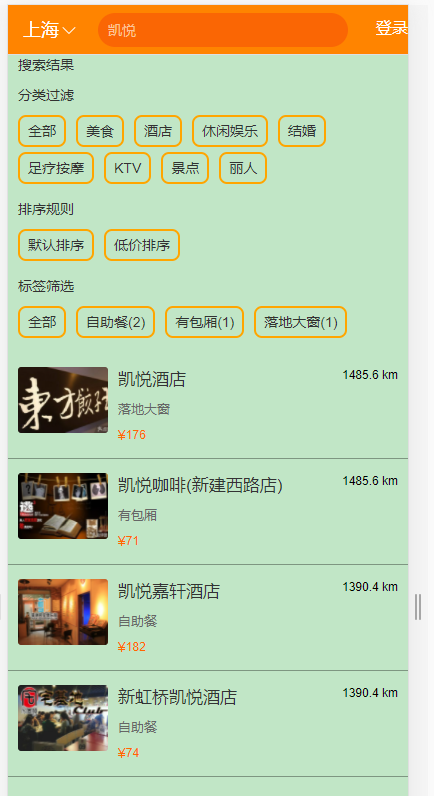 上海
凯悦
登录
搜索结果
分类过滤
全部 美食 酒店 休闲娱乐 结婚
足疗按摩 KTV 景点 丽人
排序规则
默认排序 低价排序
标签筛选
全部 自助餐(2) 有包厢(1) 落地大窗(1)
東方餃子
凯悦酒店 1485.6 km
落地大窗
¥176
凯悦咖啡(新建西路店) 1485.6 km
有包厢
¥71
凯悦嘉轩酒店 1390.4 km
自助餐
¥182
新虹桥凯悦酒店 1390.4 km
自助餐
¥74